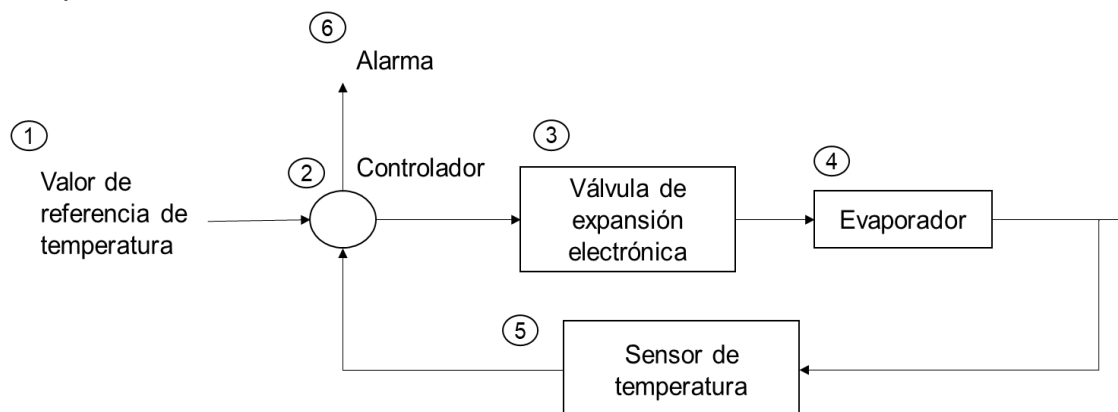 6
Alarma
1
Valor de
referencia de
temperatura
2
Controlador
3
Válvula de
expansión
electrónica
4
Evaporador
5
Sensor de
temperatura